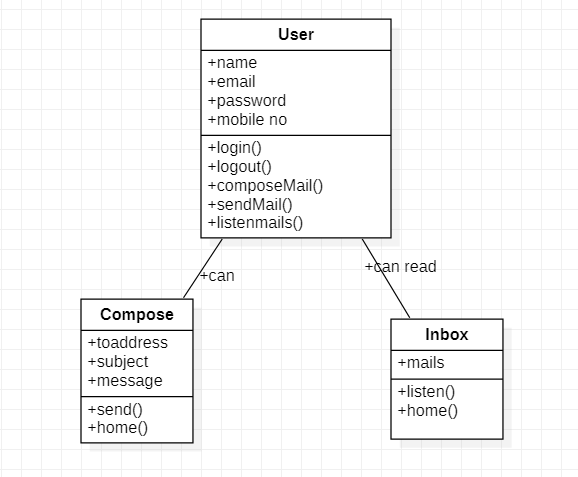 User
+name
+email
+password
+mobile no
+login()
+logout()
+composeMail()
+sendMail()
+listenmails()
+can
+can read
Compose
+toaddress
+subject
+message
+send()
+home()
Inbox
+mails
+listen()
+home()